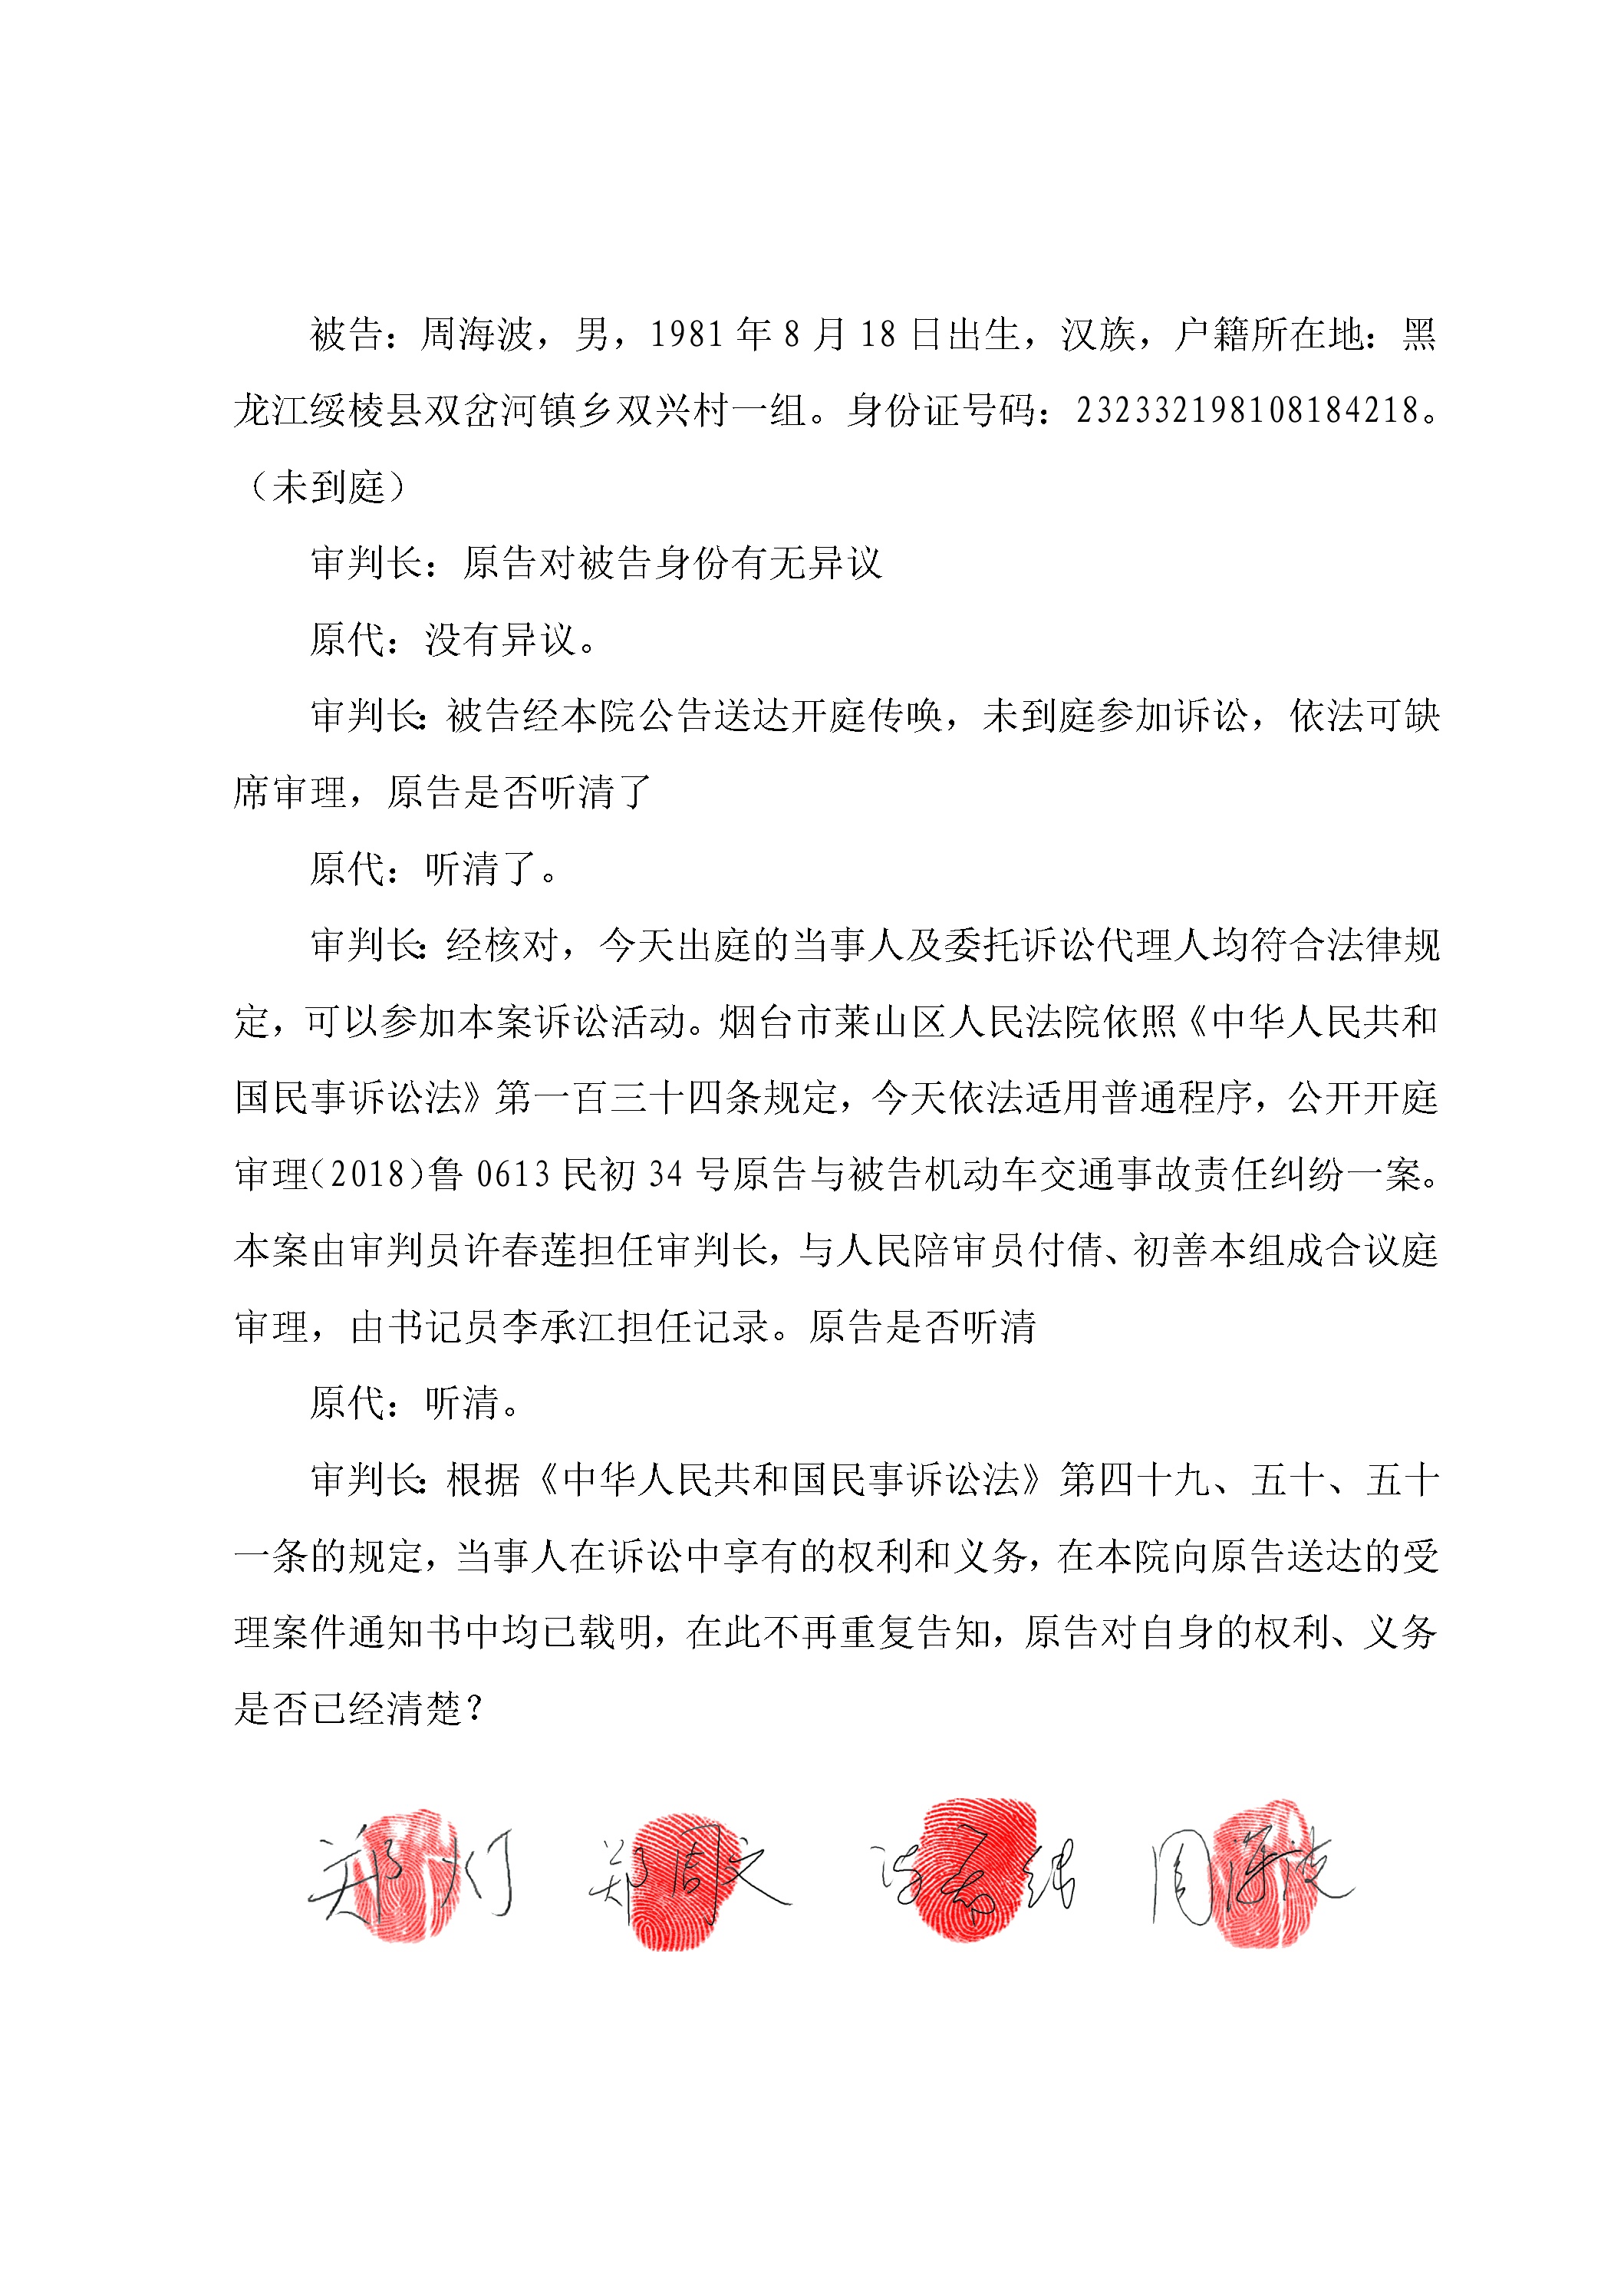 被告：周海波，男，1981 年 8 月 18 日出生，汉族，户籍所在地：黑
龙江绥棱县双岔河镇乡双兴村一组。身份证号码：232332198108184218。
（未到庭）
审判长：原告对被告身份有无异议
原代：没有异议。
审判长：被告经本院公告送达开庭传唤，未到庭参加诉讼，依法可缺
席审理，原告是否听清了
原代：听清了。
审判长：经核对，今天出庭的当事人及委托诉讼代理人均符合法律规
定，可以参加本案诉讼活动。烟台市莱山区人民法院依照《中华人民共和
国民事诉讼法》第一百三十四条规定，今天依法适用普通程序，公开开庭
审理（2018）鲁 0613 民初 34 号原告与被告机动车交通事故责任纠纷一案。
本案由审判员许春莲担任审判长，与人民陪审员付倩、初善本组成合议庭
审理，由书记员李承江担任记录。原告是否听清
原代：听清。
审判长：根据《中华人民共和国民事诉讼法》第四十九、五十、五十
一条的规定，当事人在诉讼中享有的权利和义务，在本院向原告送达的受
理案件通知书中均已载明，在此不再重复告知，原告对自身的权利、义务
是否已经清楚？
郑灯 郑周文 周海波